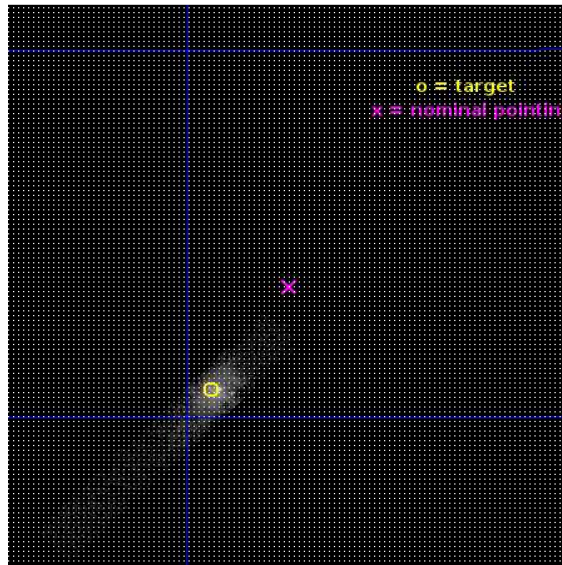 o = target
x = nominal pointin